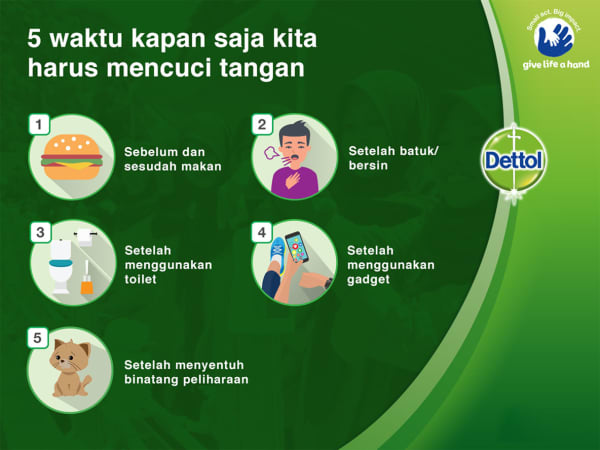 5 waktu kapan saja kita
harus mencuci tangan
Small act. Big impact.
give life a hand
1
Sebelum dan
sesudah makan
2
Setelah batuk/
bersin
Dettol
3
Setelah
menggunakan
toilet
4
Setelah
menggunakan
gadget
5
Setelah menyentuh
binatang peliharaan